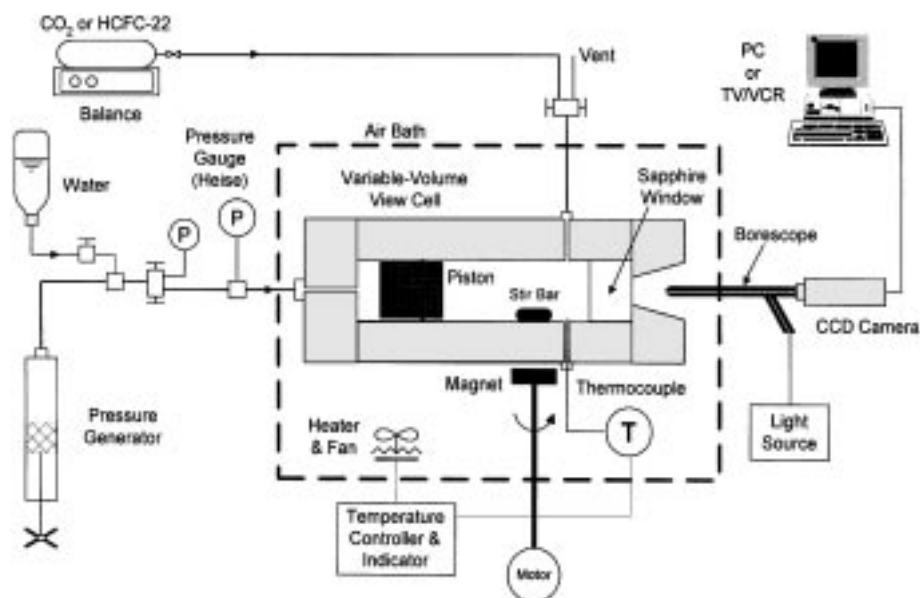 CO₂ or HCFC-22
Balance
Vent
PC
or
TV/VCR
Water
Pressure
Gauge
(Heise)
Air Bath
Variable-Volume
View Cell
Sapphire
Window
P
P
Piston
Stir Bar
Borescope
CCD Camera
Magnet
Thermocouple
Pressure
Generator
Heater
& Fan
T
Light
Source
Temperature
Controller &
Indicator
Motor